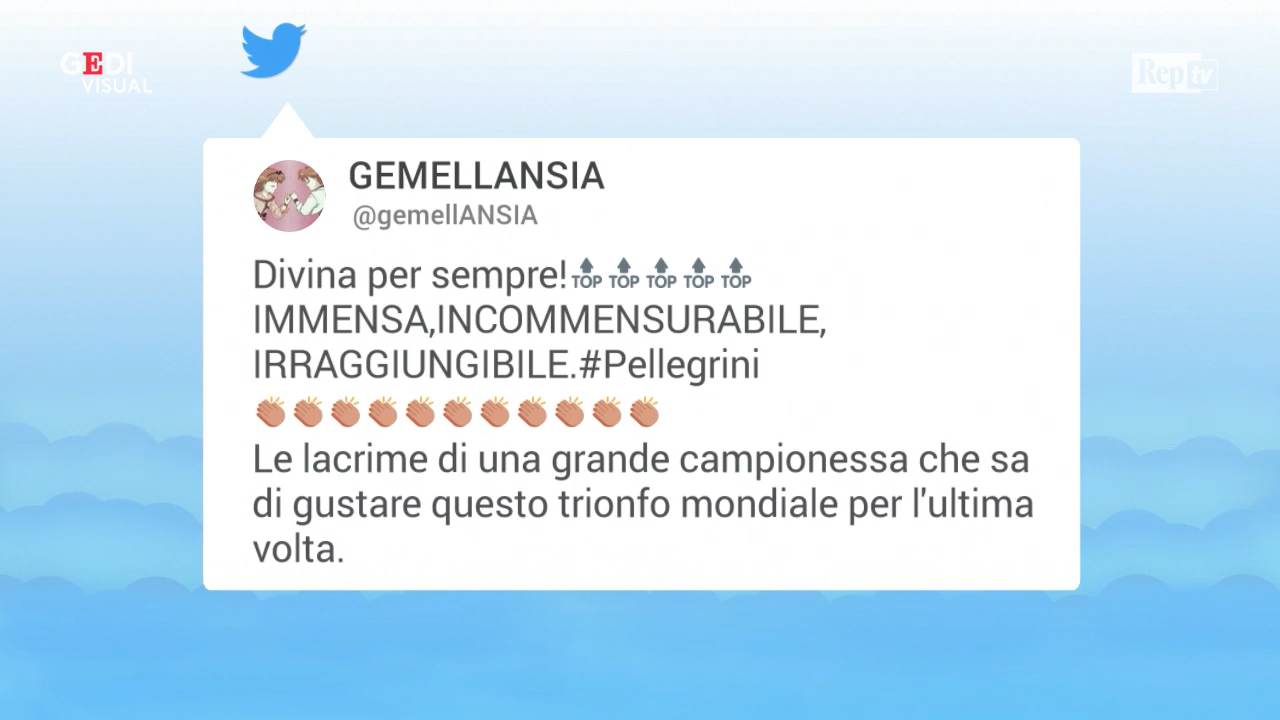 GEDI
VISUAL
Rep tv
GEMELLANSIA
@gemellANSIA
Divina per sempre!🔝🔝🔝🔝🔝
IMMENSA,INCOMMENSURABILE,
IRRAGGIUNGIBILE.#Pellegrini
👏🏽👏🏽👏🏽👏🏽👏🏽👏🏽👏🏽👏🏽👏🏽👏🏽👏🏽
Le lacrime di una grande campionessa che sa
di gustare questo trionfo mondiale per l'ultima
volta.